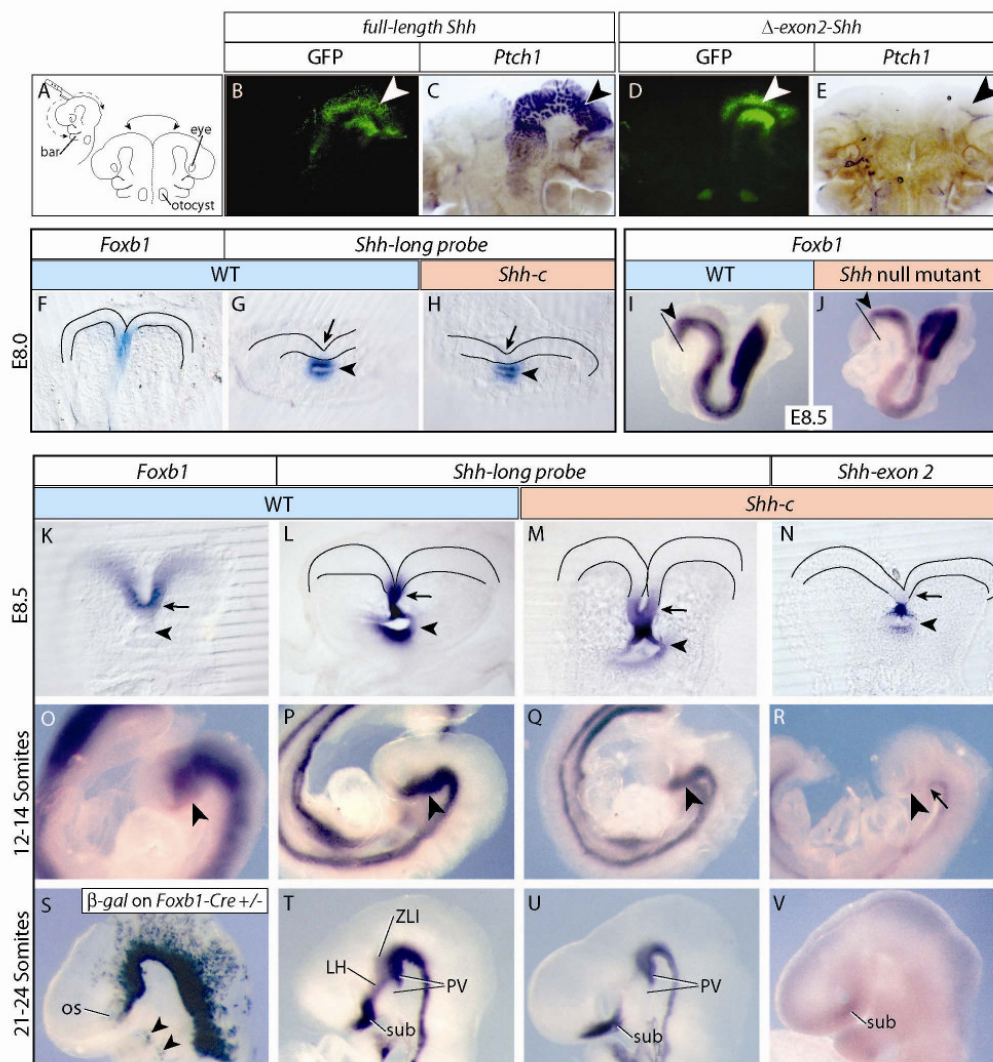 full-length Shh
Δ-exon2-Shh
GFP
Ptch1
GFP
Ptch1
A
bar
eye
otocyst
B
C
D
E
Foxb1
Shh-long probe
Foxb1
WT
Shh-c
WT
Shh null mutant
E8.0
F
G
H
I
J
E8.5
Foxb1
Shh-long probe
Shh-exon 2
WT
Shh-c
E8.5
K
L
M
N
12-14 Somites
O
P
Q
R
21-24 Somites
S
β-gal on Foxb1-Cre +/-
os
T
ZLI
LH
PV
sub
U
PV
sub
V
sub